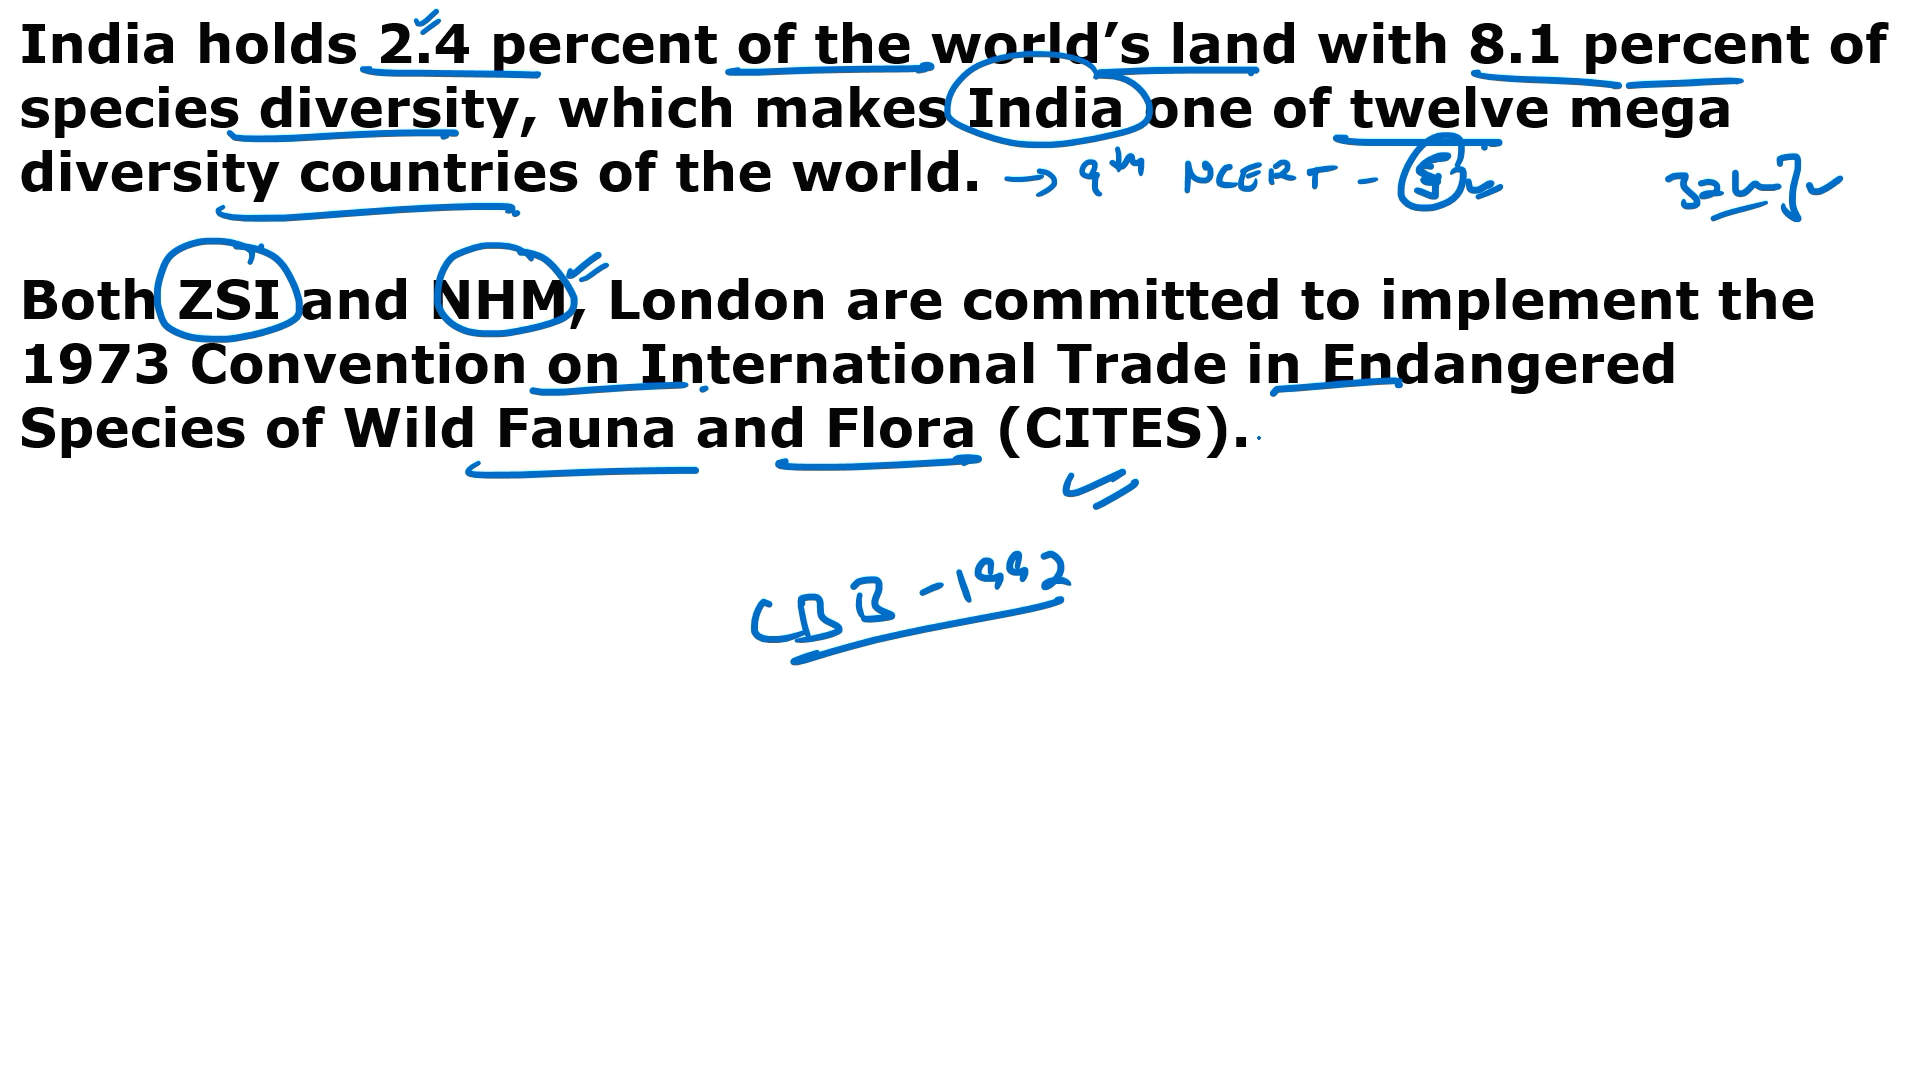 India holds 2.4 percent of the world’s land with 8.1 percent of
species diversity, which makes India one of twelve mega
diversity countries of the world. → 9th NCERT - 5
Both ZSI and NHM, London are committed to implement the
1973 Convention on International Trade in Endangered
Species of Wild Fauna and Flora (CITES).
CBB - 1992